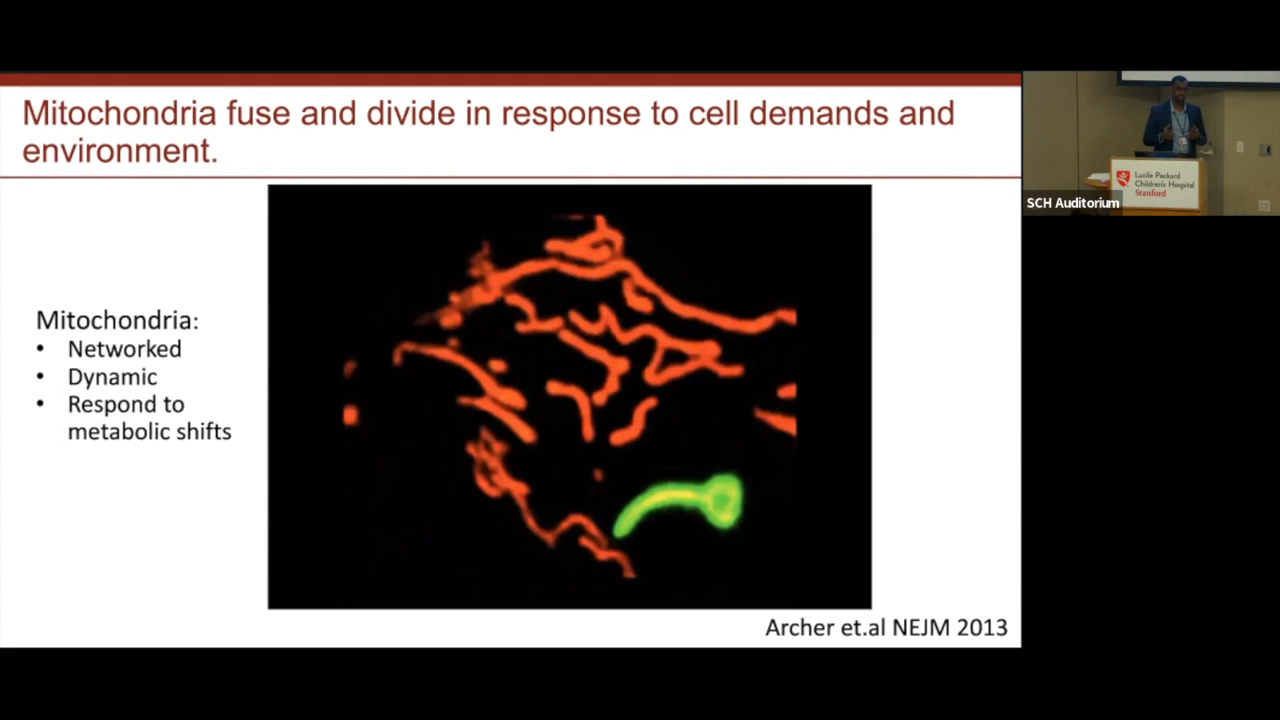 Mitochondria fuse and divide in response to cell demands and
environment.
Mitochondria:
• Networked
• Dynamic
• Respond to
metabolic shifts
Archer et.al NEJM 2013
Lucile Packard
Children's Hospital
Stanford
SCH Auditorium